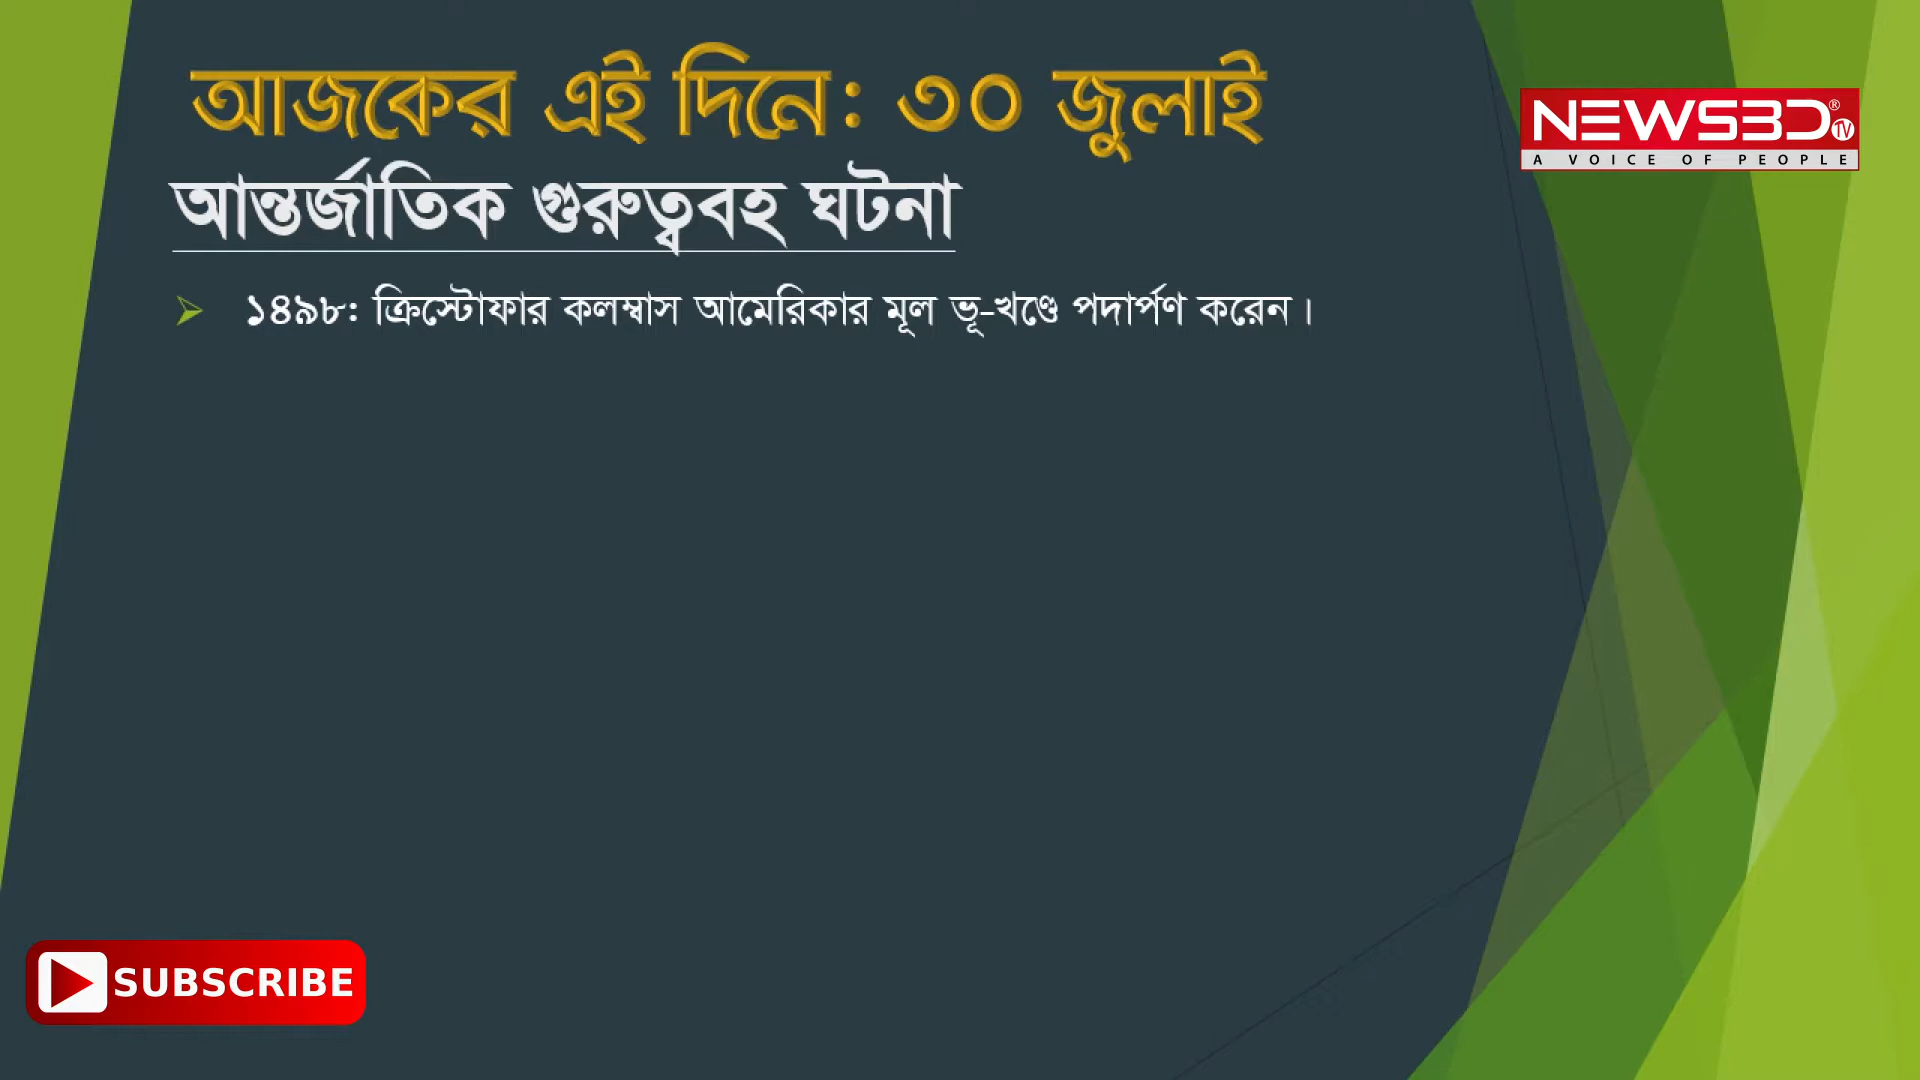 আজকের এই দিনে: ৩০ জুলাই
NEWSBD® TV
A VOICE OF PEOPLE
আন্তর্জাতিক গুরুত্ববহ ঘটনা
➢ ১৪৯৮: ক্রিস্টোফার কলম্বাস আমেরিকার মূল ভূ-খণ্ডে পদার্পণ করেন।
SUBSCRIBE